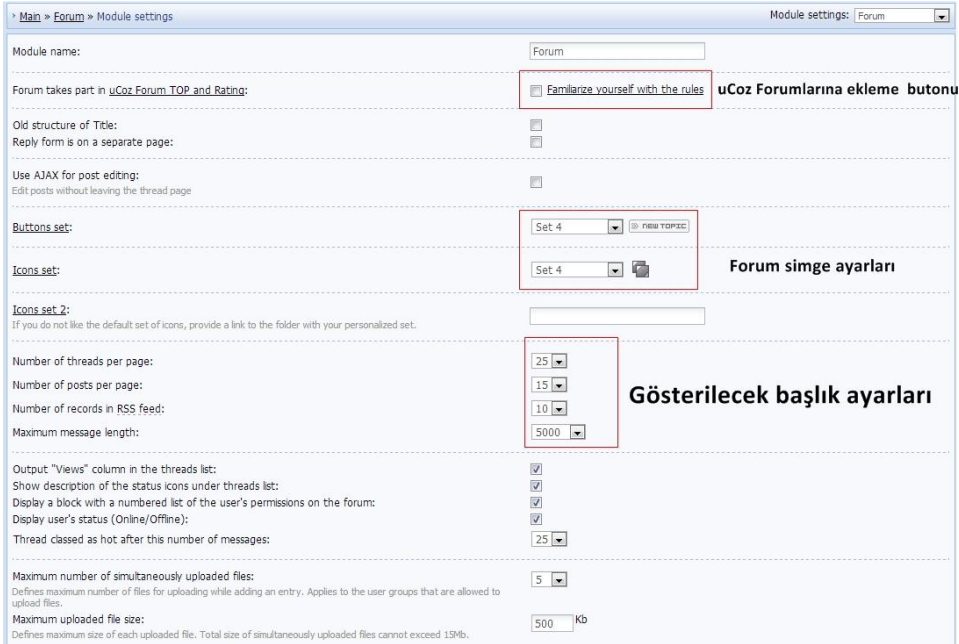 › Main » Forum » Module settings
Module settings: Forum
Module name: Forum
Forum takes part in uCoz Forum TOP and Rating: Familiarize yourself with the rules uCoz Forumlarına ekleme butonu
Old structure of Title:
Reply form is on a separate page:
Use AJAX for post editing:
Edit posts without leaving the thread page
Buttons set: Set 4 NEW TOPIC
Forum simge ayarları
Icons set: Set 4
Icons set 2:
If you do not like the default set of icons, provide a link to the folder with your personalized set.
Number of threads per page: 25
Number of posts per page: 15
Gösterilecek başlık ayarları
Number of records in RSS feed: 10
Maximum message length: 5000
Output "Views" column in the threads list:
Show description of the status icons under threads list:
Display a block with a numbered list of the user's permissions on the forum:
Display user's status (Online/Offline):
Thread classed as hot after this number of messages: 25
Maximum number of simultaneously uploaded files: 5
Defines maximum number of files for uploading while adding an entry. Applies to the user groups that are allowed to
upload files.
Maximum uploaded file size: 500 Kb
Defines maximum size of each uploaded file. Total size of simultaneously uploaded files cannot exceed 15Mb.